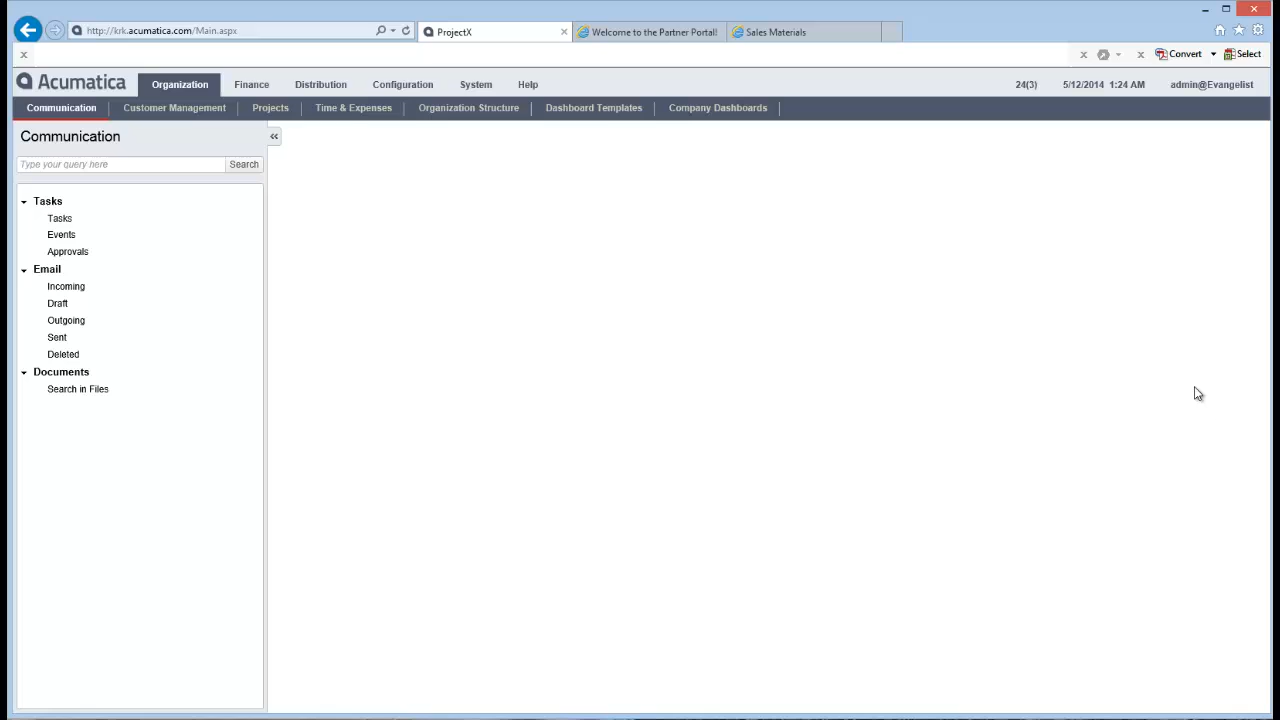 http://krk.acumatica.com/Main.aspx
ProjectX
Welcome to the Partner Portal!
Sales Materials
Convert
Select
Acumatica
Organization Finance Distribution Configuration System Help 24(3) 5/12/2014 1:24 AM admin@Evangelist
Communication Customer Management Projects Time & Expenses Organization Structure Dashboard Templates Company Dashboards
Communication
Type your query here Search
Tasks
Tasks
Events
Approvals
Email
Incoming
Draft
Outgoing
Sent
Deleted
Documents
Search in Files